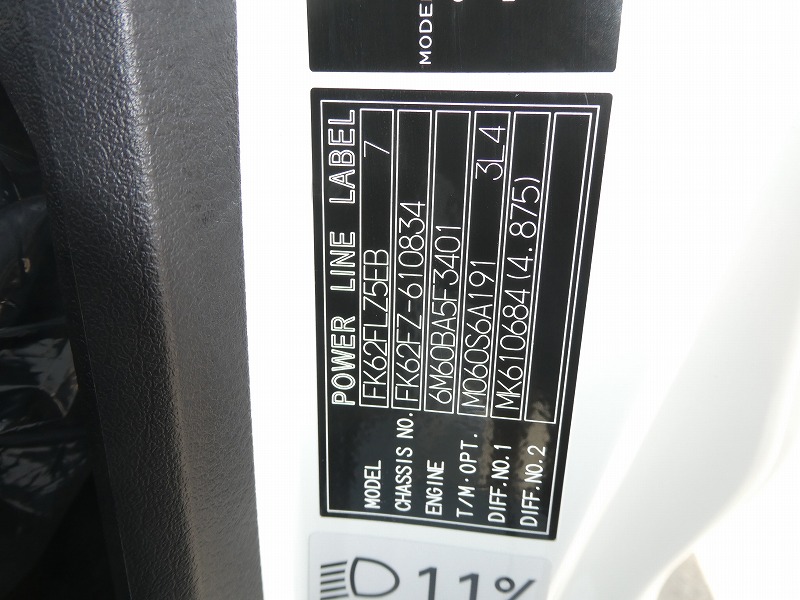 MODEL
POWER LINE LABEL
MODEL FK62FLZ5EB 7
CHASSIS NO. FK62FZ-610834
ENGINE 6M60BA5F3401
T/M·OPT. M060S6A191 3L4
DIFF.NO.1 MK610684(4.875)
DIFF.NO.2
11%